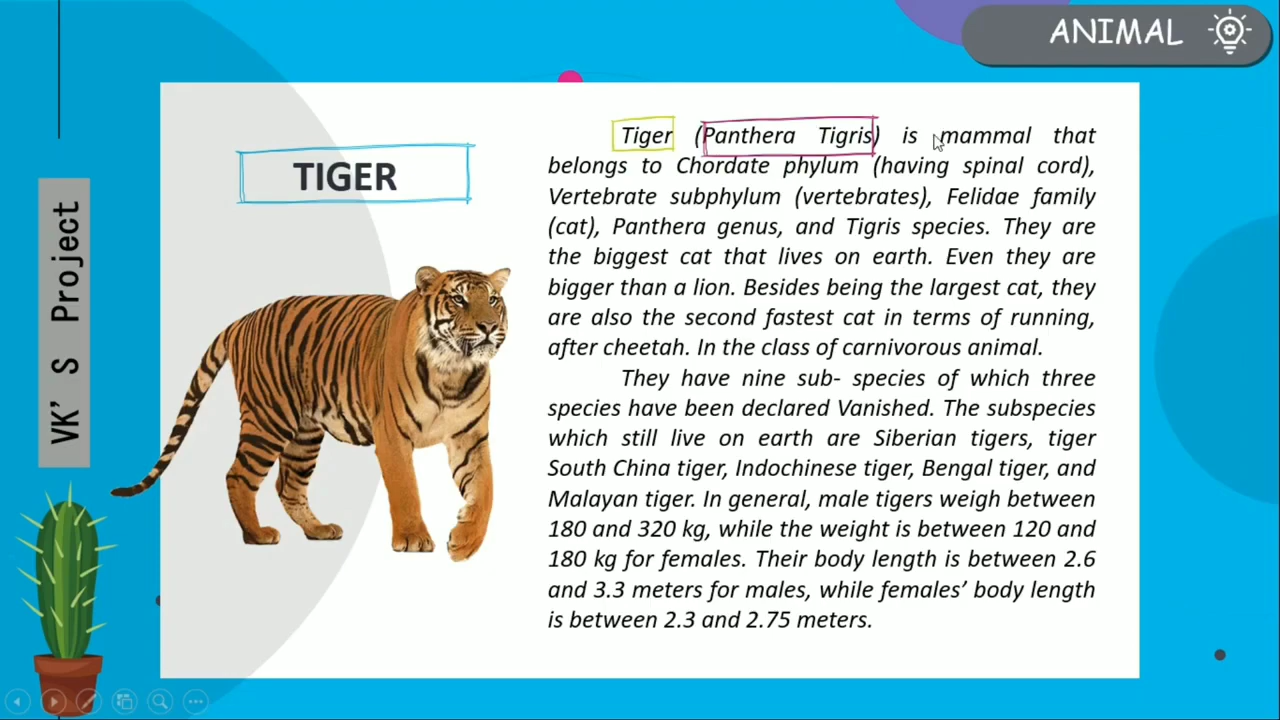 ANIMAL
VK'S Project
TIGER
Tiger (Panthera Tigris) is mammal that
belongs to Chordate phylum (having spinal cord),
Vertebrate subphylum (vertebrates), Felidae family
(cat), Panthera genus, and Tigris species. They are
the biggest cat that lives on earth. Even they are
bigger than a lion. Besides being the largest cat, they
are also the second fastest cat in terms of running,
after cheetah. In the class of carnivorous animal.
They have nine sub- species of which three
species have been declared Vanished. The subspecies
which still live on earth are Siberian tigers, tiger
South China tiger, Indochinese tiger, Bengal tiger, and
Malayan tiger. In general, male tigers weigh between
180 and 320 kg, while the weight is between 120 and
180 kg for females. Their body length is between 2.6
and 3.3 meters for males, while females' body length
is between 2.3 and 2.75 meters.